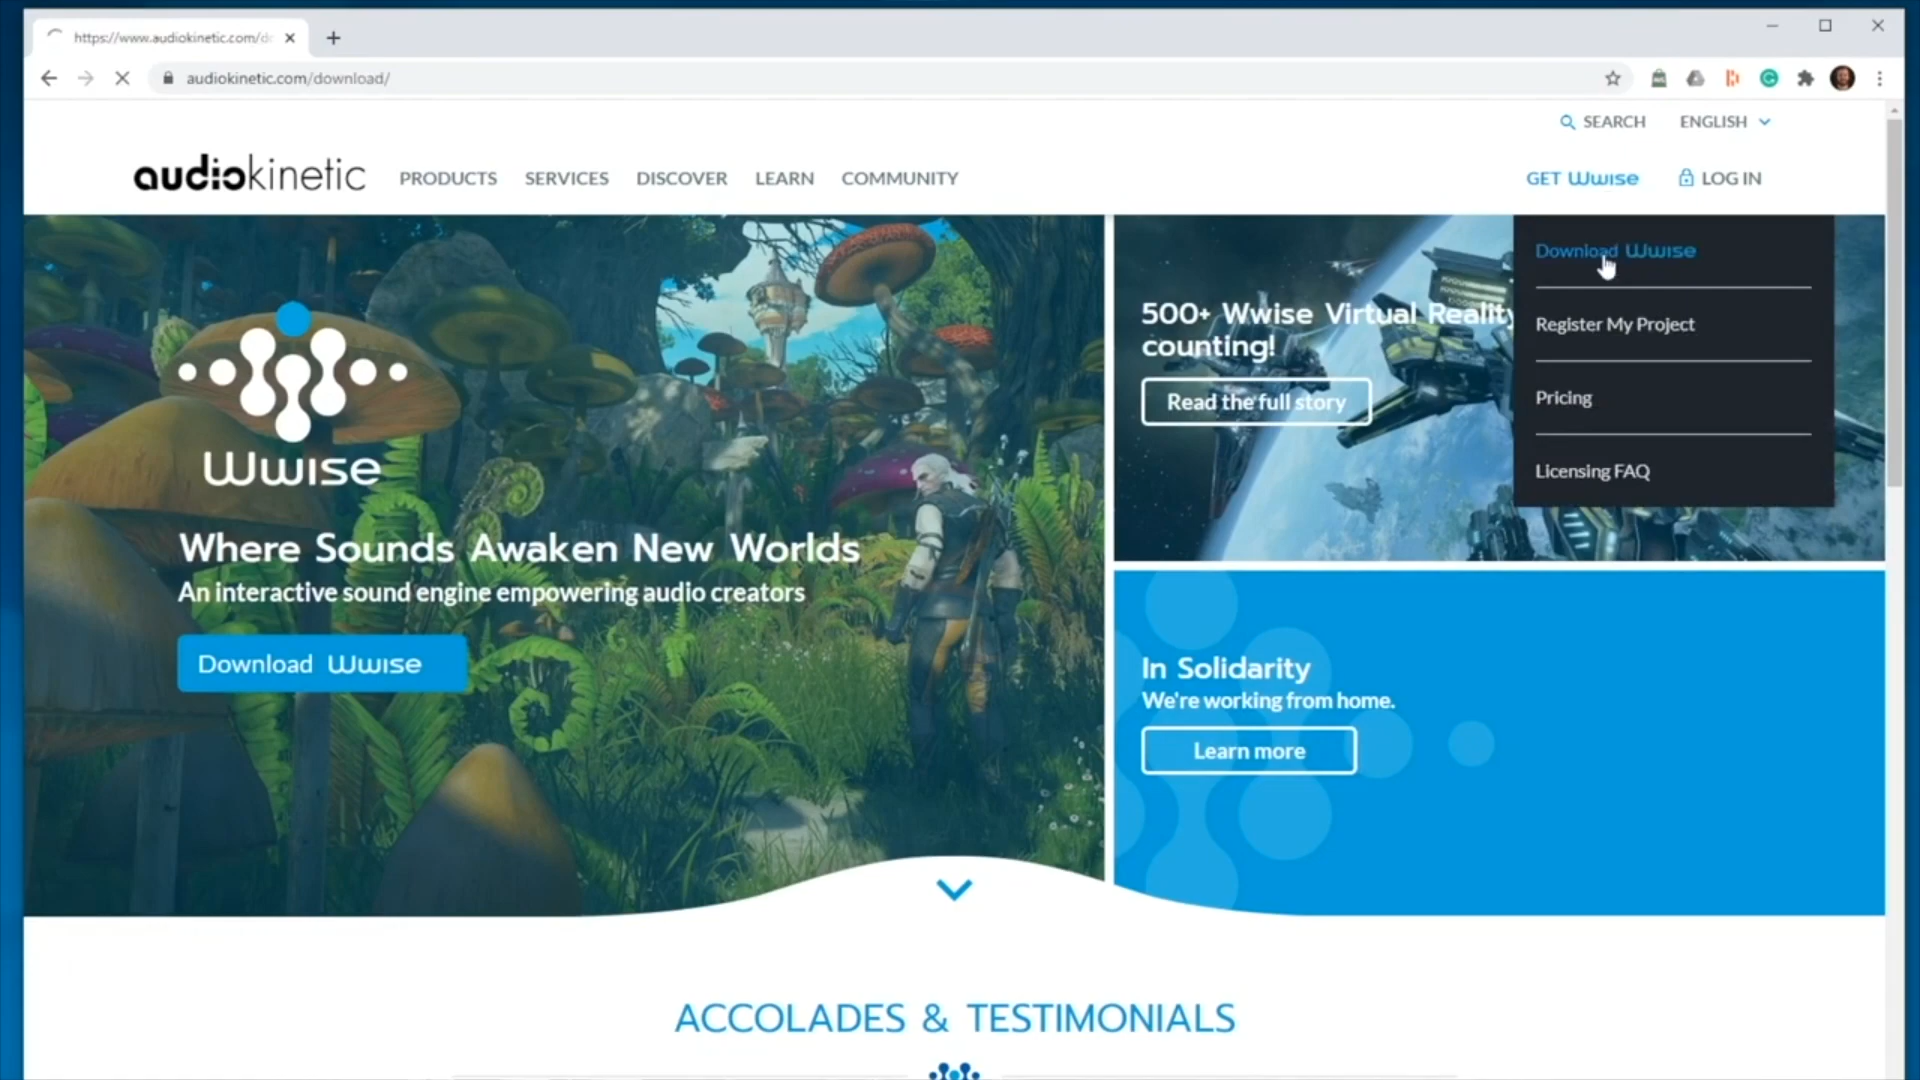 https://www.audiokinetic.com/do
audiokinetic.com/download/
SEARCH
ENGLISH
audiokinetic
PRODUCTS
SERVICES
DISCOVER
LEARN
COMMUNITY
GET Wwise
LOG IN
Download Wwise
Register My Project
Pricing
Licensing FAQ
Wwise
Where Sounds Awaken New Worlds
An interactive sound engine empowering audio creators
Download Wwise
500+ Wwise Virtual Reality
counting!
Read the full story
In Solidarity
We're working from home.
Learn more
ACCOLADES & TESTIMONIALS